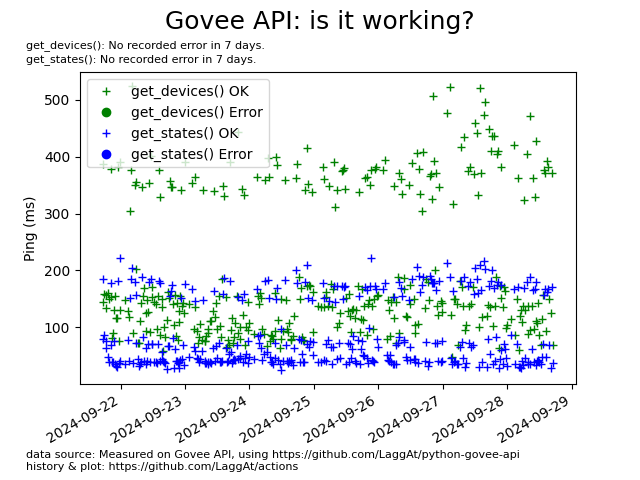 Govee API: is it working?
get_devices(): No recorded error in 7 days.
get_states(): No recorded error in 7 days.
get_devices() OK
get_devices() Error
get_states() OK
get_states() Error
500
400
300
200
100
Ping (ms)
2024-09-22
2024-09-23
2024-09-24
2024-09-25
2024-09-26
2024-09-27
2024-09-28
2024-09-29
data source: Measured on Govee API, using https://github.com/LaggAt/python-govee-api
history & plot: https://github.com/LaggAt/actions